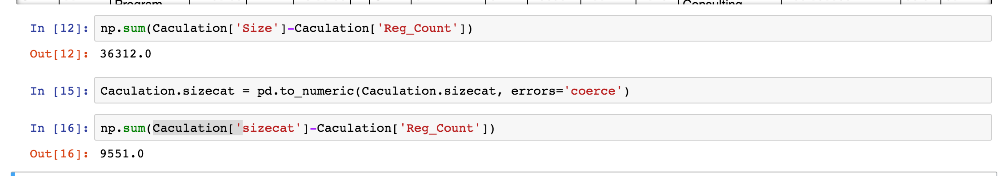 Program Consulting
In [12]: np.sum(Caculation['Size']-Caculation['Reg_Count'])
Out[12]: 36312.0
In [15]: Caculation.sizecat = pd.to_numeric(Caculation.sizecat, errors='coerce')
In [16]: np.sum(Caculation['sizecat']-Caculation['Reg_Count'])
Out[16]: 9551.0